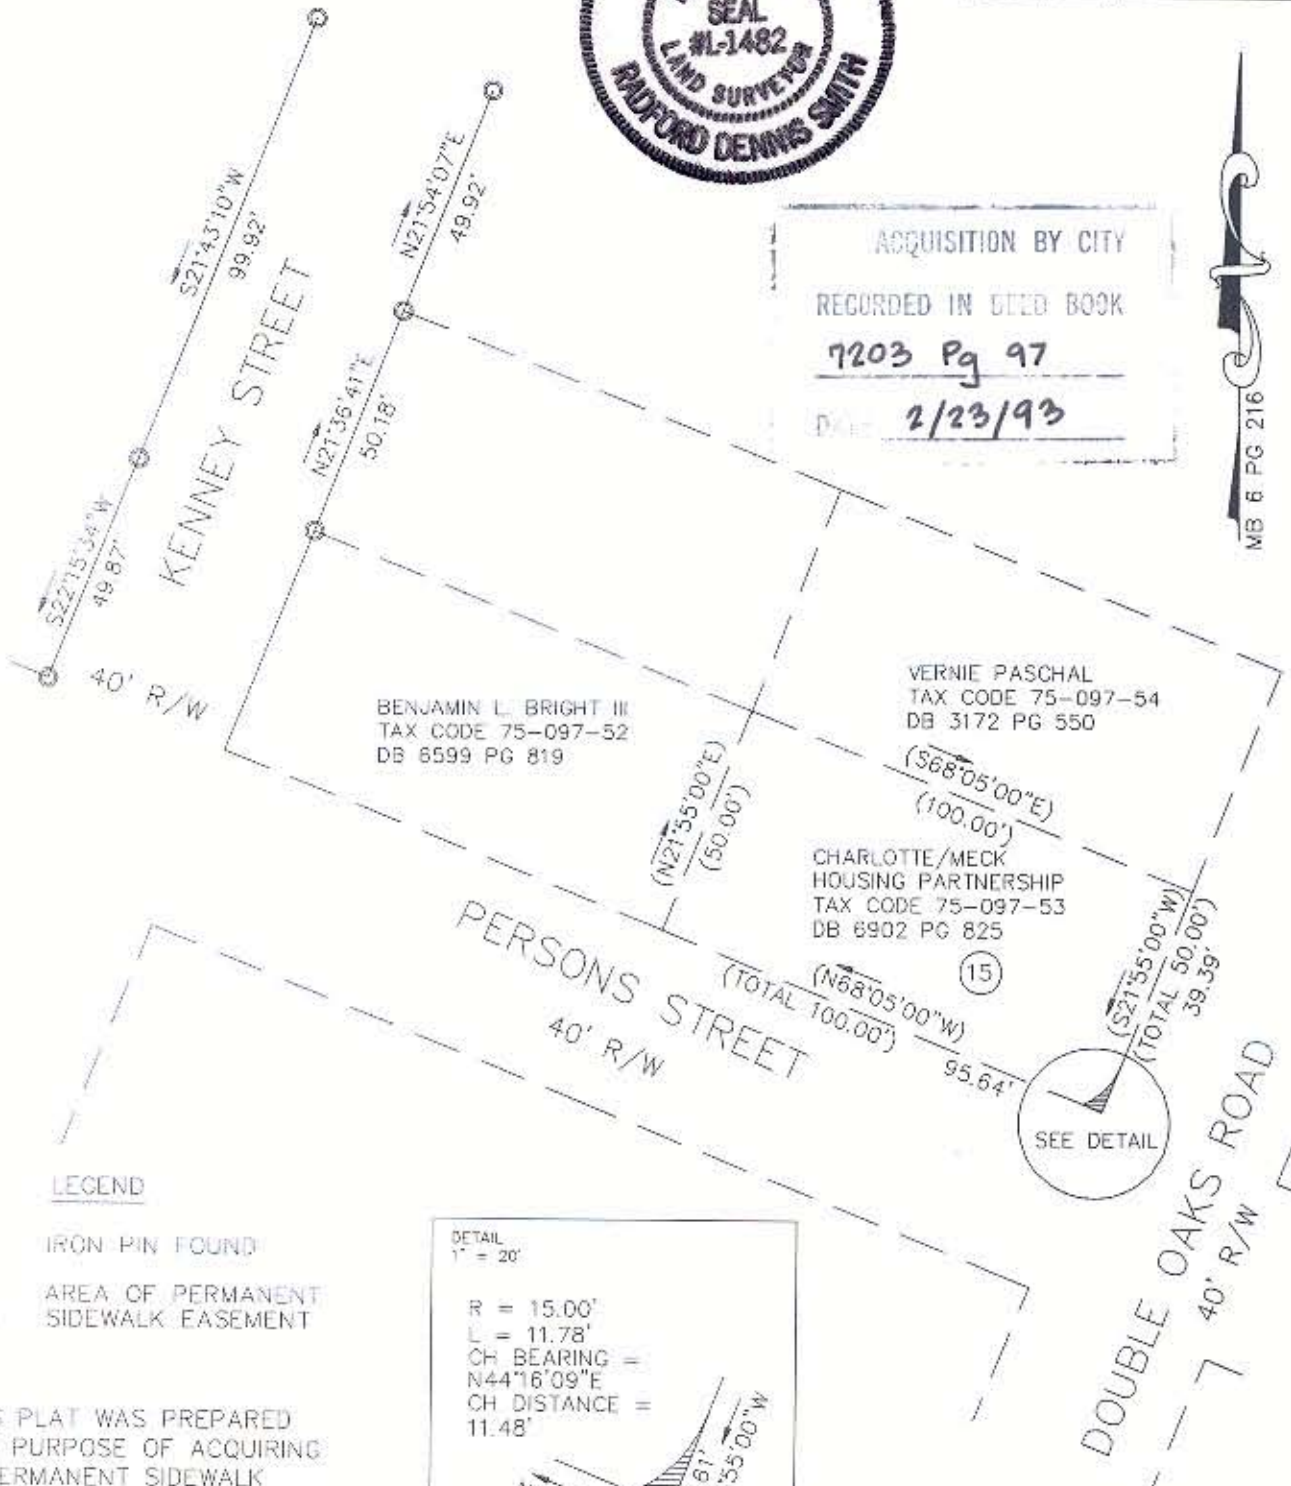 SEAL
#L-1482
LAND SURVEYOR
RADFORD DENNIS SMITH
S21°43'10"W
99.92'
N21°54'07"E
49.92'
ACQUISITION BY CITY
RECORDED IN DEED BOOK
7203 Pg 97
DATE 2/23/93
MB 6 PG 216
KENNEY STREET
N21°36'41"E
50.18'
S22°15'34"W
49.87'
40' R/W
BENJAMIN L. BRIGHT III
TAX CODE 75-097-52
DB 6599 PG 819
VERNIE PASCHAL
TAX CODE 75-097-54
DB 3172 PG 550
(N21°55'00"E)
(50.00')
(S68°05'00"E)
(100.00')
CHARLOTTE/MECK
HOUSING PARTNERSHIP
TAX CODE 75-097-53
DB 6902 PG 825
15
(S21°55'00"W)
(TOTAL 50.00')
39.39'
PERSONS STREET
40' R/W
(N68°05'00"W)
(TOTAL 100.00')
95.64'
SEE DETAIL
DOUBLE OAKS ROAD
40' R/W
LEGEND
IRON PIN FOUND
AREA OF PERMANENT
SIDEWALK EASEMENT
DETAIL
1" = 20'
R = 15.00'
L = 11.78'
CH BEARING =
N44°16'09"E
CH DISTANCE =
11.48'
61'
55'00"W
PLAT WAS PREPARED
PURPOSE OF ACQUIRING
PERMANENT SIDEWALK